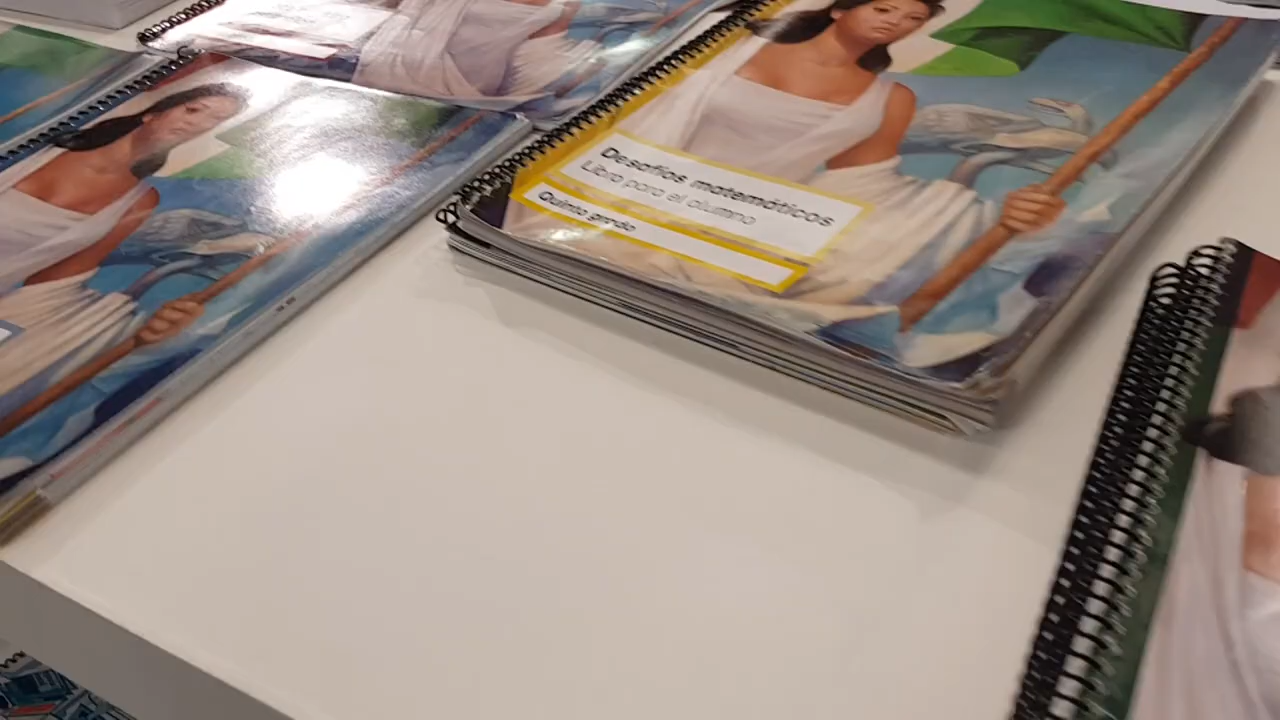 Desafíos matemáticos
Libro para el alumno
Quinto grado